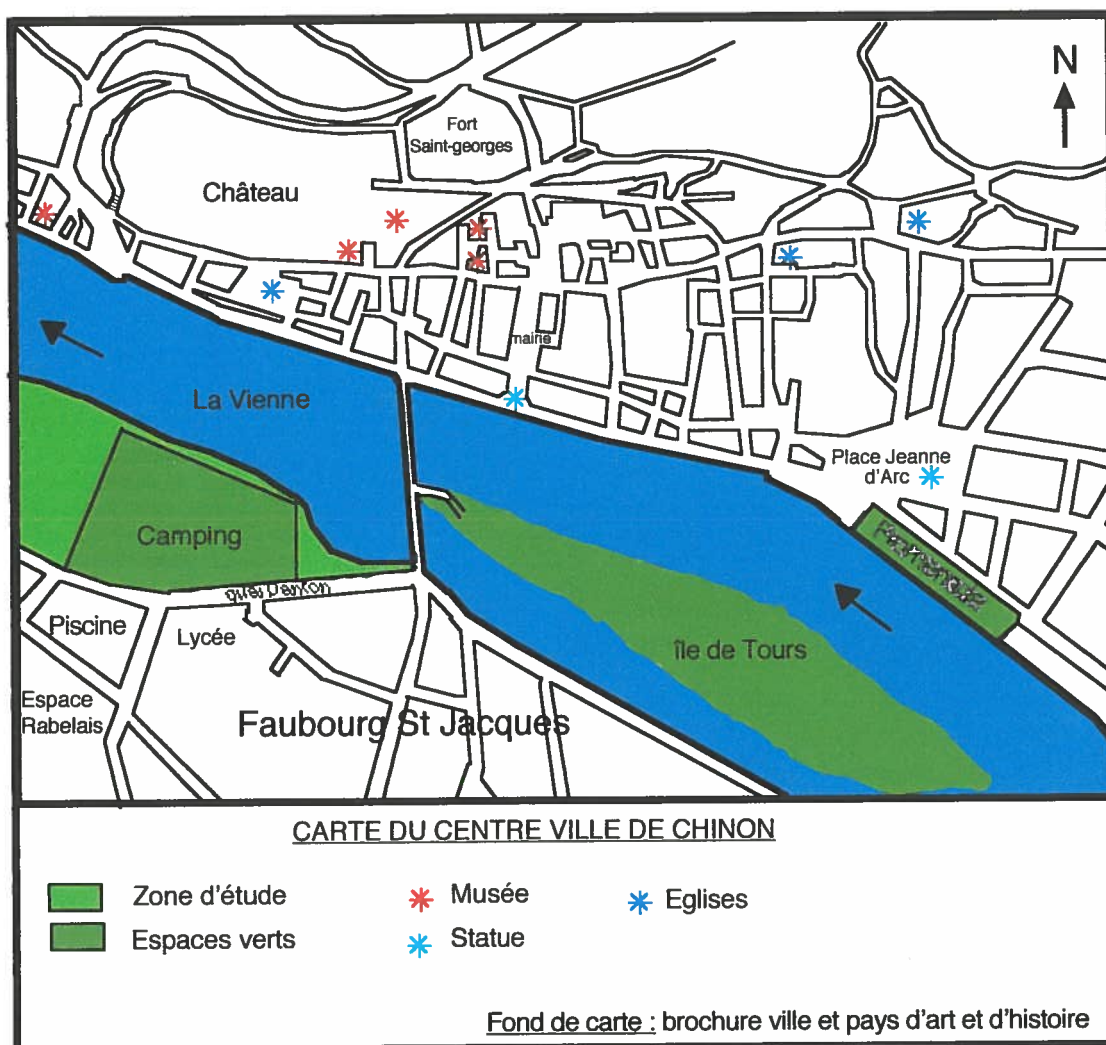 N
Fort
Saint-georges
Château
mairie
La Vienne
Place Jeanne
d'Arc
Camping
Promenade
Piscine
Lycée
île de Tours
Espace
Rabelais
Faubourg St Jacques
CARTE DU CENTRE VILLE DE CHINON
Zone d'étude
Musée
Eglises
Espaces verts
Statue
Fond de carte : brochure ville et pays d'art et d'histoire